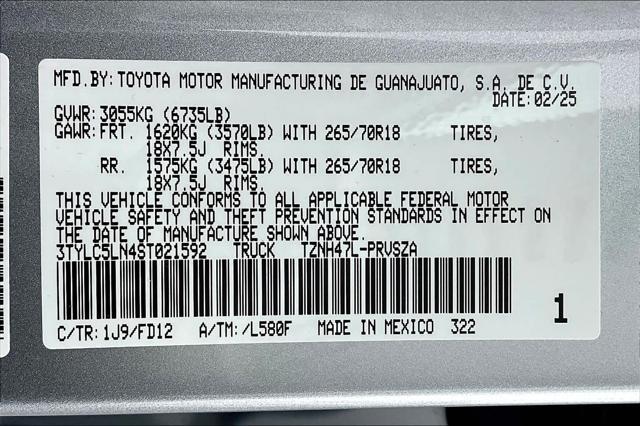 MFD.BY:TOYOTA MOTOR MANUFACTURING DE GUANAJUATO, S.A. DE C.V.
DATE:02/25
GVWR:3055KG (6735LB)
GAWR:FRT. 1620KG (3570LB) WITH 265/70R18 TIRES,
18X7.5J RIMS.
RR. 1575KG (3475LB) WITH 265/70R18 TIRES,
18X7.5J RIMS.
THIS VEHICLE CONFORMS TO ALL APPLICABLE FEDERAL MOTOR
VEHICLE SAFETY AND THEFT PREVENTION STANDARDS IN EFFECT ON
THE DATE OF MANUFACTURE SHOWN ABOVE.
3TYLC5LN4ST021592 TRUCK TZNH47L-PRVSZA
1
C/TR:1J9/FD12 A/TM:/L580F MADE IN MEXICO 322